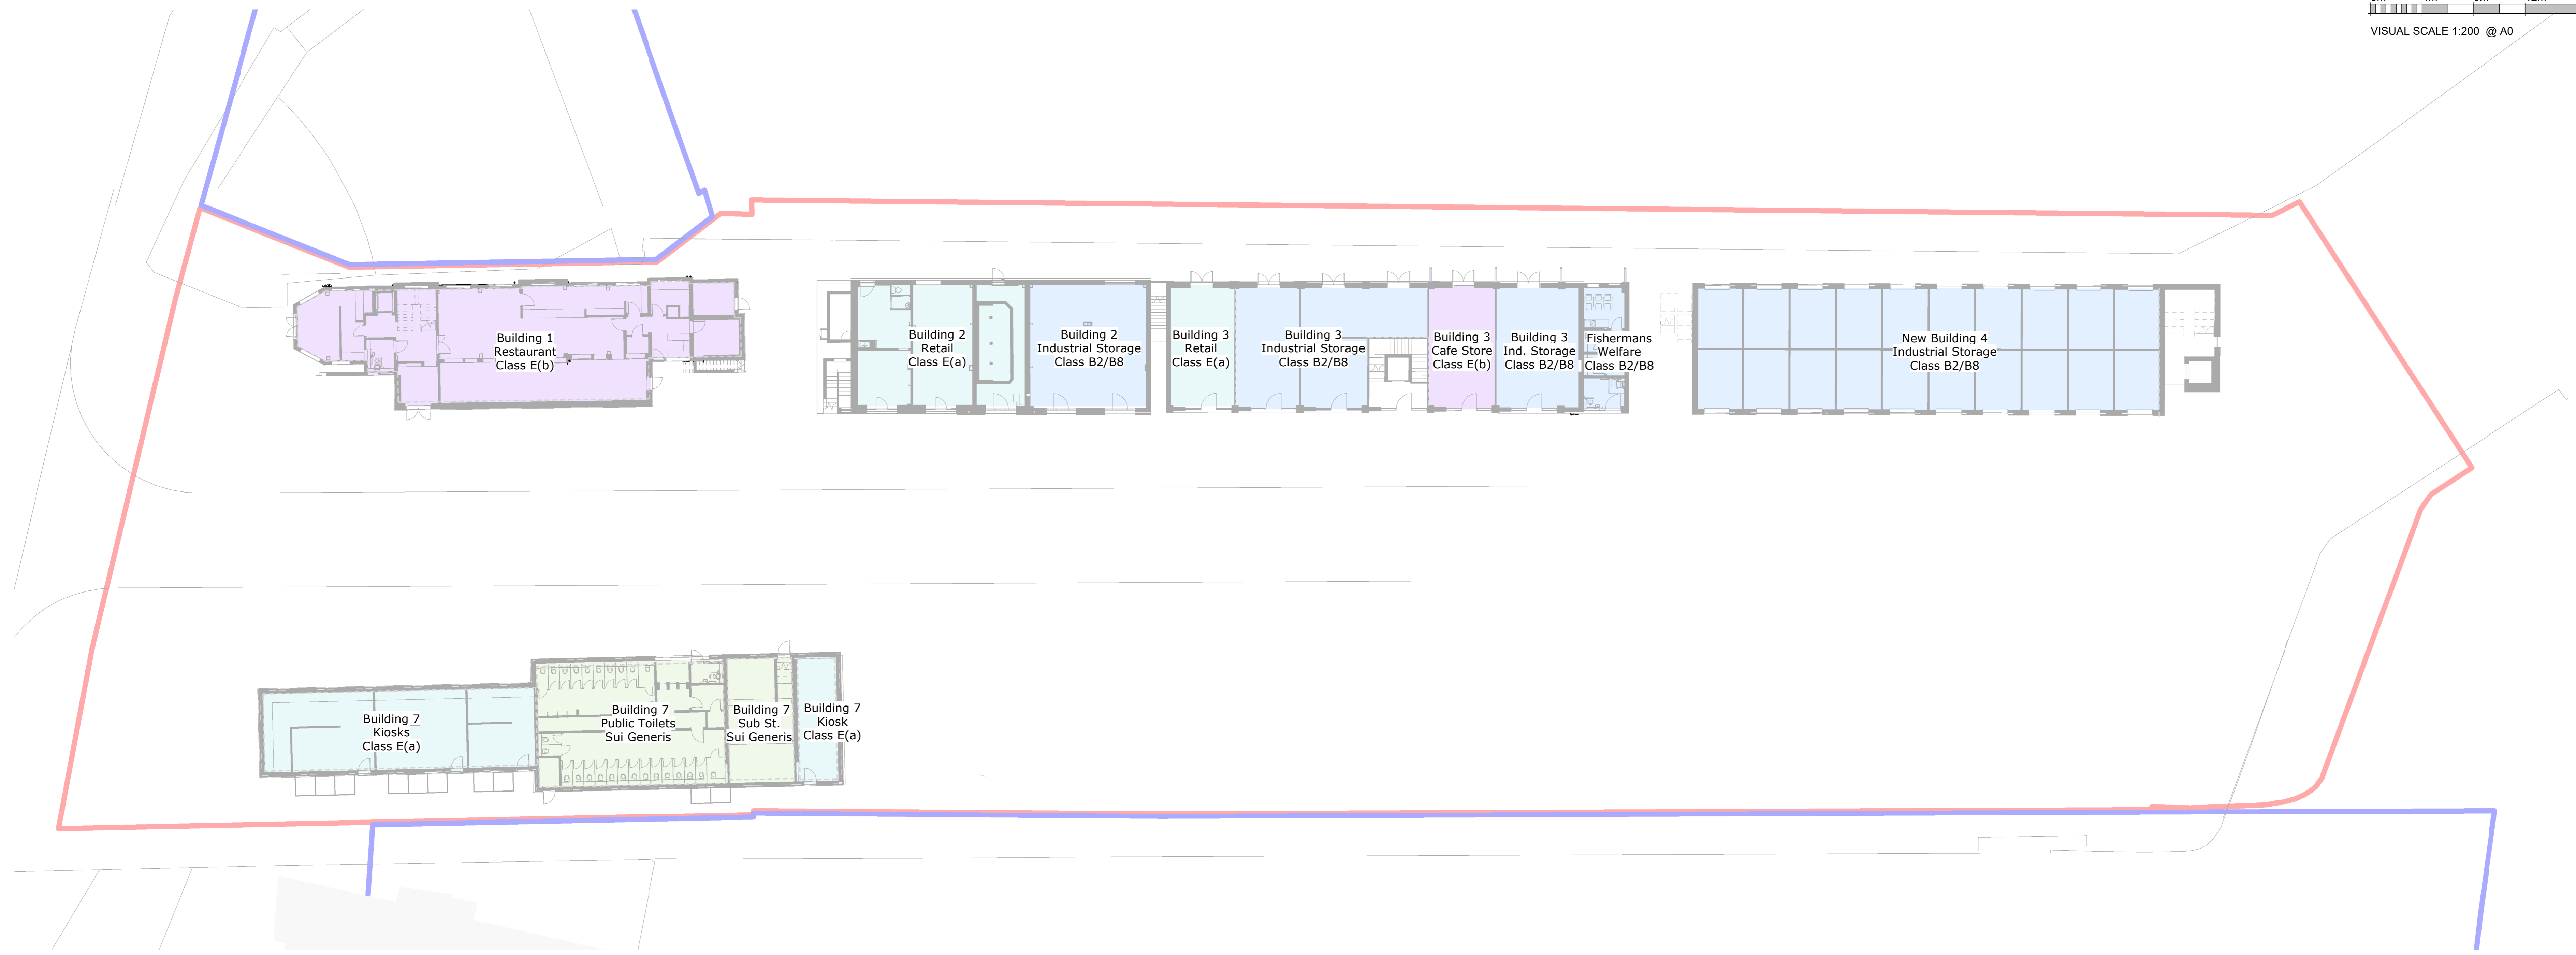 VISUAL SCALE 1:200 @ A0
Building 1
Restaurant
Class E(b)
Building 2
Retail
Class E(a)
Building 2
Industrial Storage
Class B2/B8
Building 3
Retail
Class E(a)
Building 3
Industrial Storage
Class B2/B8
Building 3
Cafe Store
Class E(b)
Building 3
Ind. Storage
Class B2/B8
Fishermans
Welfare
Class B2/B8
New Building 4
Industrial Storage
Class B2/B8
Building 7
Kiosks
Class E(a)
Building 7
Public Toilets
Sui Generis
Building 7
Sub St.
Sui Generis
Building 7
Kiosk
Class E(a)